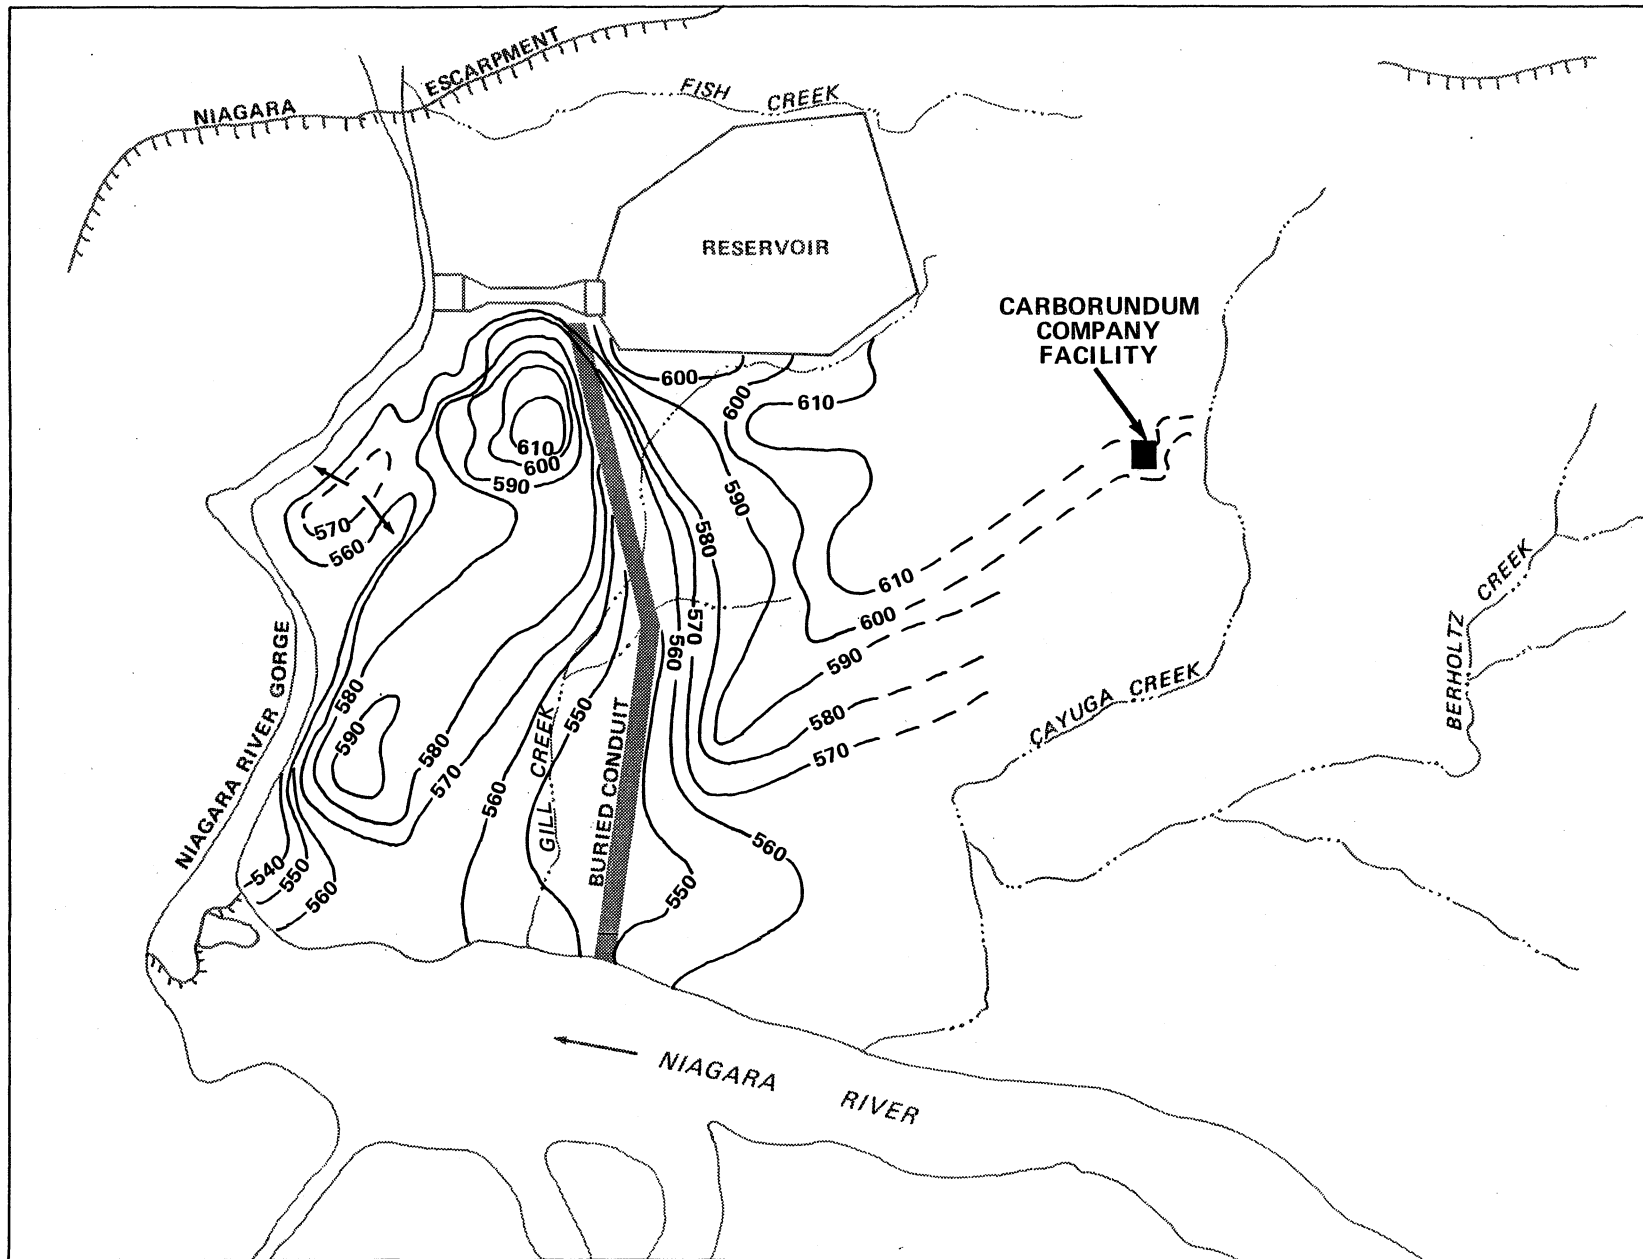 NIAGARA ESCARPMENT
FISH CREEK
RESERVOIR
CARBORUNDUM
COMPANY
FACILITY
600
600
610
610
600
590
590
580
570
560
570
560
610
600
590
580
570
580
590
580
570
560
550
560
550
540
550
560
NIAGARA RIVER GORGE
GILL CREEK
BURIED CONDUIT
CAYUGA CREEK
BERHOLTZ CREEK
NIAGARA RIVER